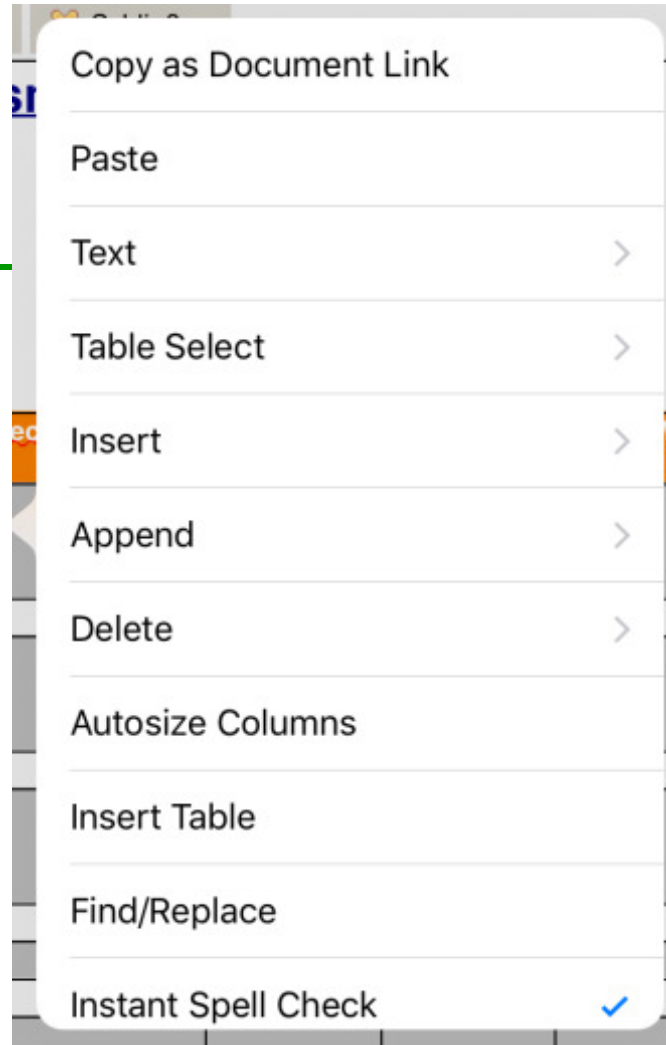 Copy as Document Link
Paste
Text
Table Select
Insert
Append
Delete
Autosize Columns
Insert Table
Find/Replace
Instant Spell Check